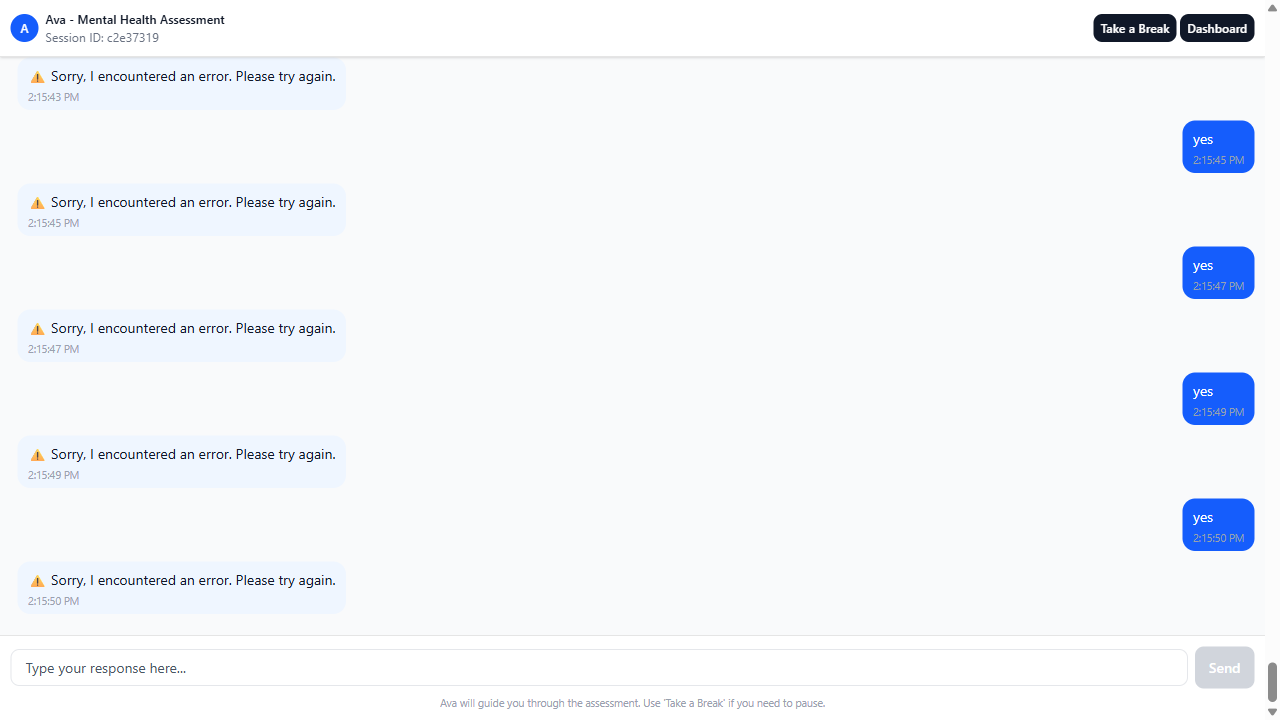 A
Ava - Mental Health Assessment
Session ID: c2e37319
Take a Break
Dashboard
⚠️ Sorry, I encountered an error. Please try again.
2:15:43 PM
yes
2:15:45 PM
⚠️ Sorry, I encountered an error. Please try again.
2:15:45 PM
yes
2:15:47 PM
⚠️ Sorry, I encountered an error. Please try again.
2:15:47 PM
yes
2:15:49 PM
⚠️ Sorry, I encountered an error. Please try again.
2:15:49 PM
yes
2:15:50 PM
⚠️ Sorry, I encountered an error. Please try again.
2:15:50 PM
Type your response here...
Send
Ava will guide you through the assessment. Use 'Take a Break' if you need to pause.